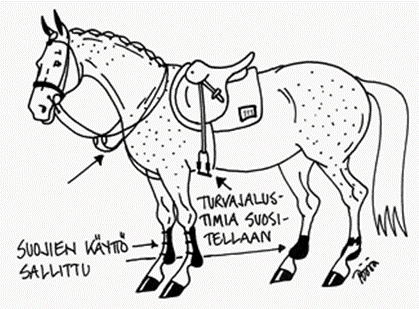 TURVAJALUS-
TIMIA SUOSI-
TELLAAN
SUOJIEN KÄYTTÖ
SALLITTU